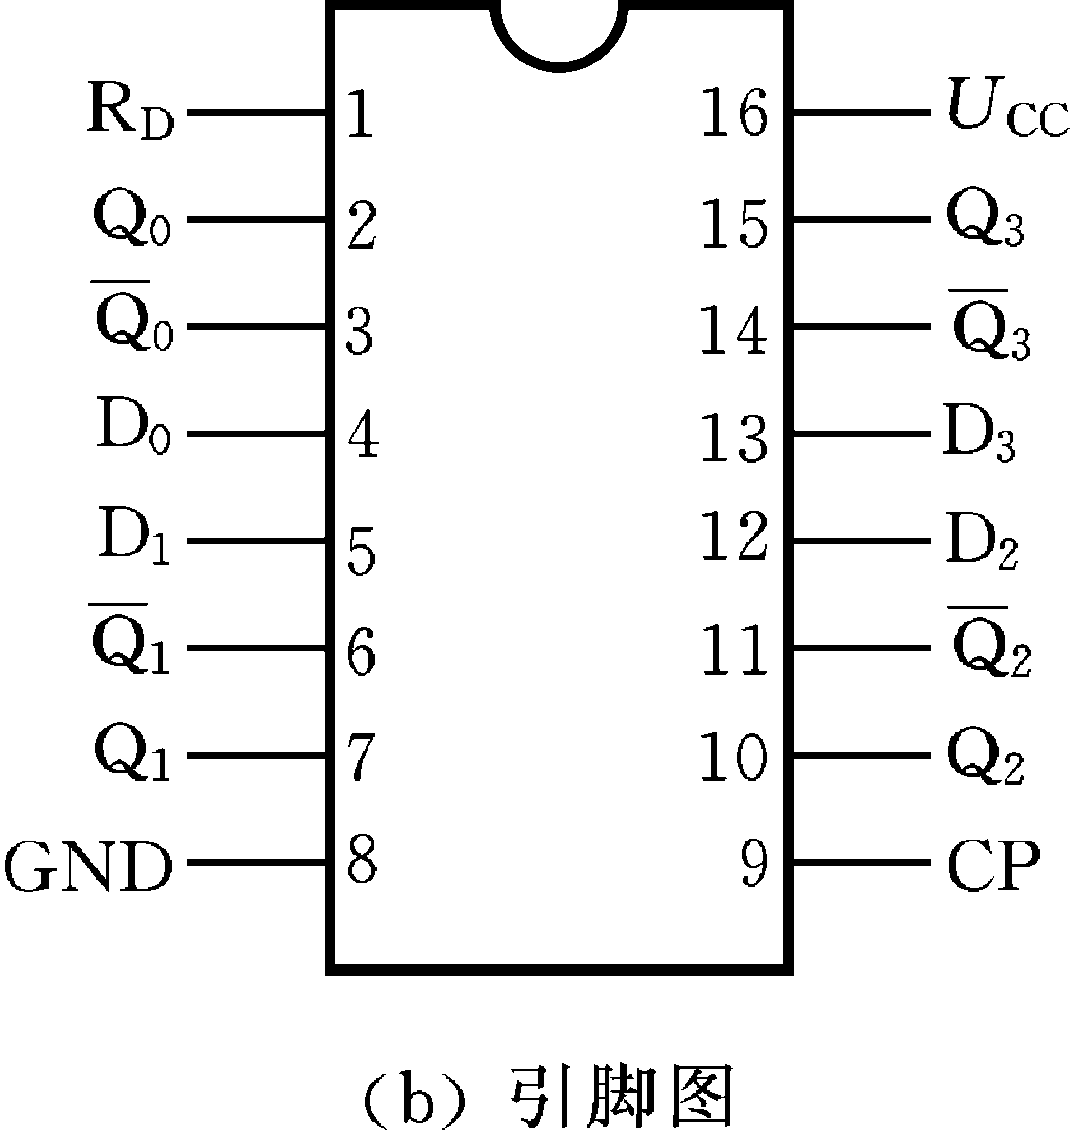 R_D 1 16 U_CC
Q_0 2 15 Q_3
Q̅_0 3 14 Q̅_3
D_0 4 13 D_3
D_1 5 12 D_2
Q̅_1 6 11 Q̅_2
Q_1 7 10 Q_2
GND 8 9 CP
(b) 引脚图